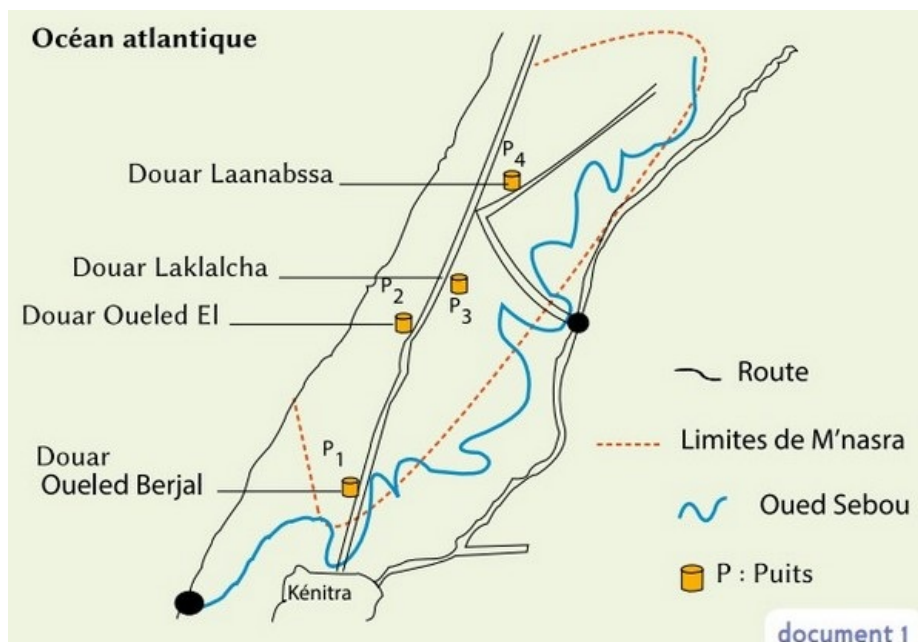 Océan atlantique
P4
Douar Laanabssa
Douar Laklalcha
P2
P3
Douar Oueled El
Route
Limites de M'nasra
P1
Douar
Oueled Berjal
Oued Sebou
P : Puits
Kénitra
document 1